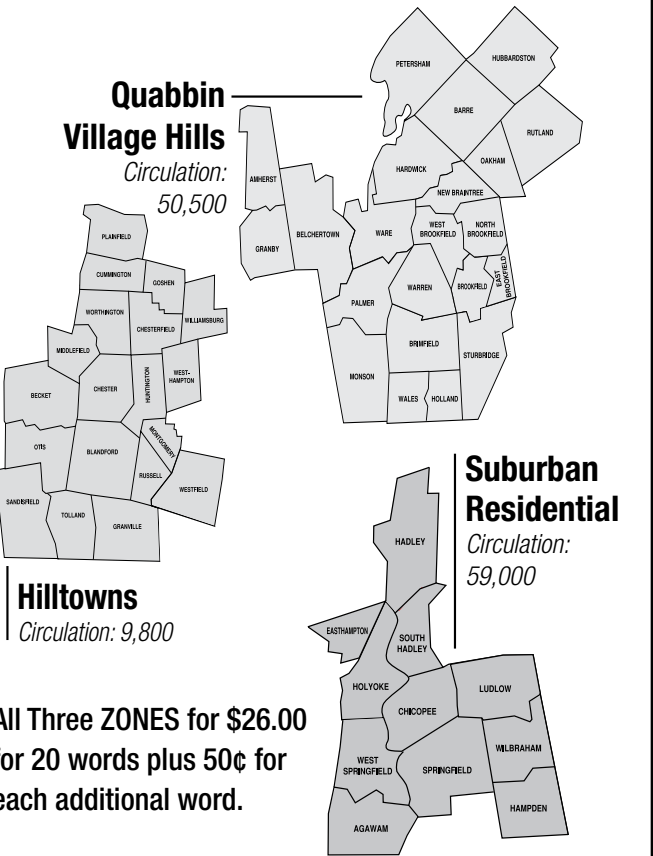 Quabbin
Village Hills
Circulation:
50,500
PETERSHAM
HUBBARDSTON
BARRE
RUTLAND
HARDWICK
OAKHAM
NEW BRAINTREE
AMHERST
BELCHERTOWN
GRANBY
WARE
WEST
BROOKFIELD
NORTH
BROOKFIELD
PALMER
WARREN
BROOKFIELD
EAST
BROOKFIELD
BRIMFIELD
STURBRIDGE
MONSON
WALES
HOLLAND
PLAINFIELD
CUMMINGTON
GOSHEN
WORTHINGTON
CHESTERFIELD
WILLIAMSBURG
MIDDLEFIELD
BECKET
CHESTER
HUNTINGTON
WEST-
HAMPTON
OTIS
BLANDFORD
MONTGOMERY
RUSSELL
WESTFIELD
SANDISFIELD
TOLLAND
GRANVILLE
Hilltowns
Circulation: 9,800
Suburban
Residential
Circulation:
59,000
HADLEY
EASTHAMPTON
SOUTH
HADLEY
HOLYOKE
CHICOPEE
LUDLOW
WEST
SPRINGFIELD
SPRINGFIELD
WILBRAHAM
HAMPDEN
AGAWAM
All Three ZONES for $26.00
for 20 words plus 50¢ for
each additional word.